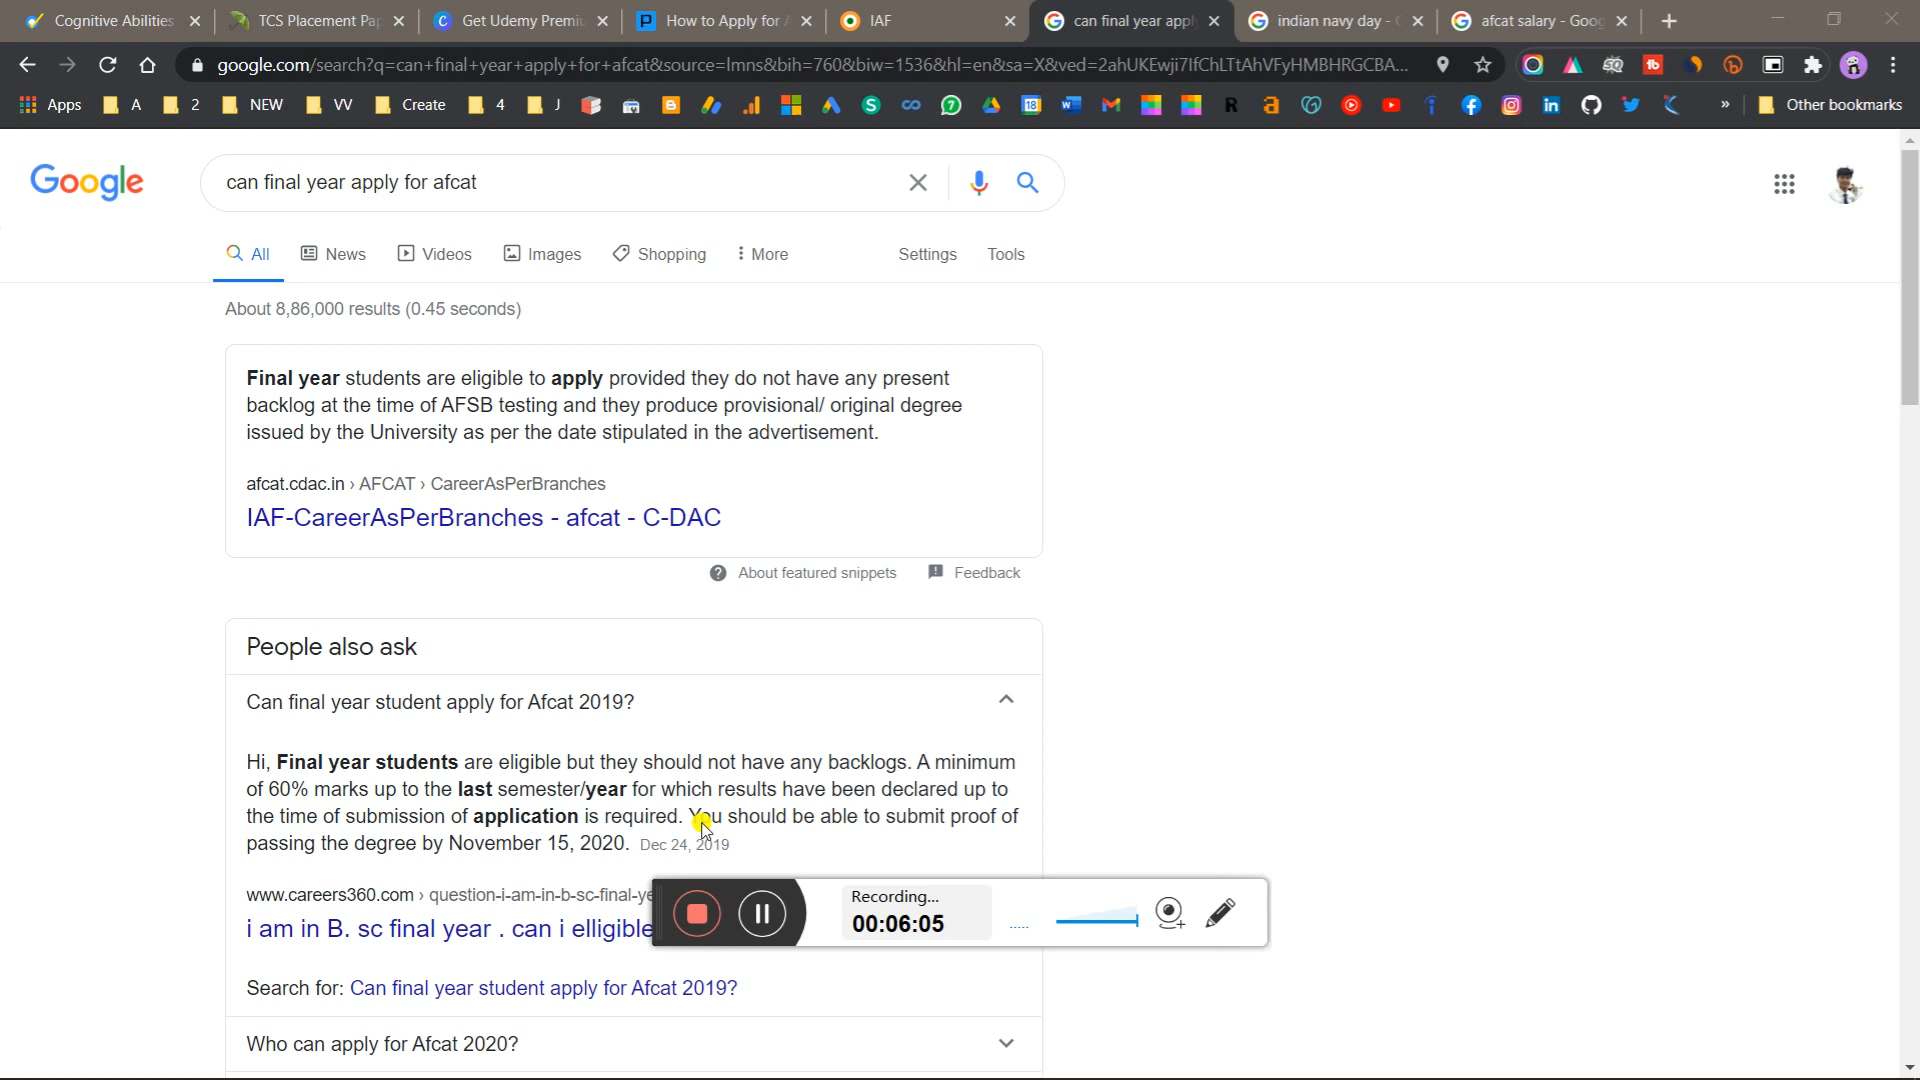 Cognitive Abilities
TCS Placement Pap
Get Udemy Premiu
How to Apply for A
IAF
can final year appl
indian navy day - G
afcat salary - Goog
google.com/search?q=can+final+year+apply+for+afcat&source=lmns&bih=760&biw=1536&hl=en&sa=X&ved=2ahUKEwji7IfChLTtAhVFyHMBHRGCBA...
Apps
A
2
NEW
VV
Create
4
J
Other bookmarks
Google
can final year apply for afcat
All
News
Videos
Images
Shopping
More
Settings
Tools
About 8,86,000 results (0.45 seconds)
Final year students are eligible to apply provided they do not have any present
backlog at the time of AFSB testing and they produce provisional/ original degree
issued by the University as per the date stipulated in the advertisement.
afcat.cdac.in › AFCAT › CareerAsPerBranches
IAF-CareerAsPerBranches - afcat - C-DAC
About featured snippets
Feedback
People also ask
Can final year student apply for Afcat 2019?
Hi, Final year students are eligible but they should not have any backlogs. A minimum
of 60% marks up to the last semester/year for which results have been declared up to
the time of submission of application is required. You should be able to submit proof of
passing the degree by November 15, 2020. Dec 24, 2019
www.careers360.com › question-i-am-in-b-sc-final-ye
i am in B. sc final year . can i elligible
Recording...
00:06:05
Search for: Can final year student apply for Afcat 2019?
Who can apply for Afcat 2020?